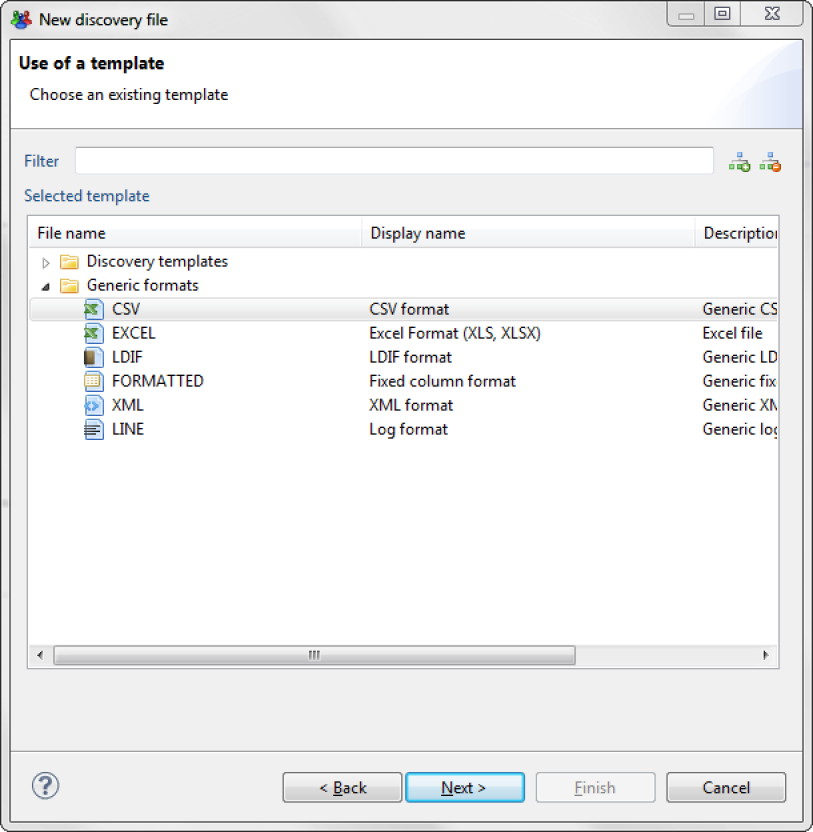 New discovery file
Use of a template
Choose an existing template
Filter
Selected template
File name Display name Description
Discovery templates
Generic formats
CSV CSV format Generic CS
EXCEL Excel Format (XLS, XLSX) Excel file
LDIF LDIF format Generic LD
FORMATTED Fixed column format Generic fix
XML XML format Generic XM
LINE Log format Generic log
? < Back Next > Finish Cancel